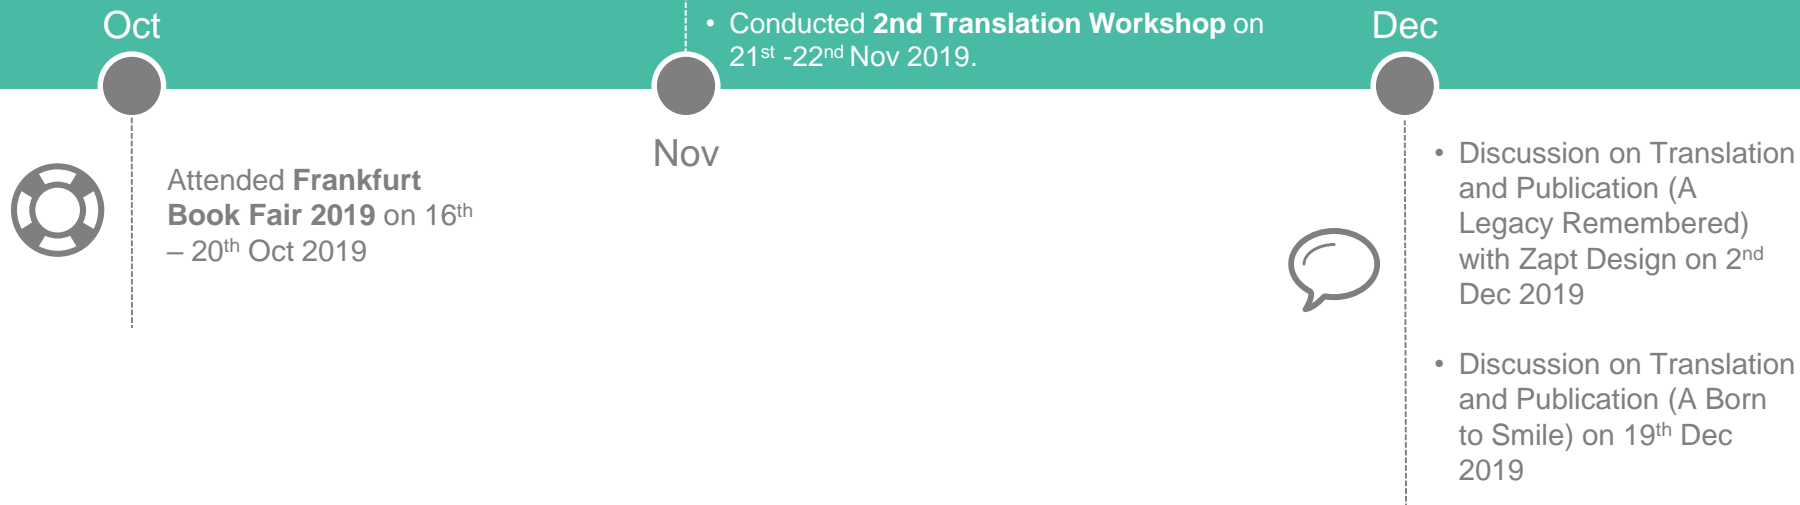 Oct
Attended Frankfurt
Book Fair 2019 on 16th
– 20th Oct 2019
• Conducted 2nd Translation Workshop on
21st -22nd Nov 2019.
Nov
Dec
• Discussion on Translation
and Publication (A
Legacy Remembered)
with Zapt Design on 2nd
Dec 2019
• Discussion on Translation
and Publication (A Born
to Smile) on 19th Dec
2019